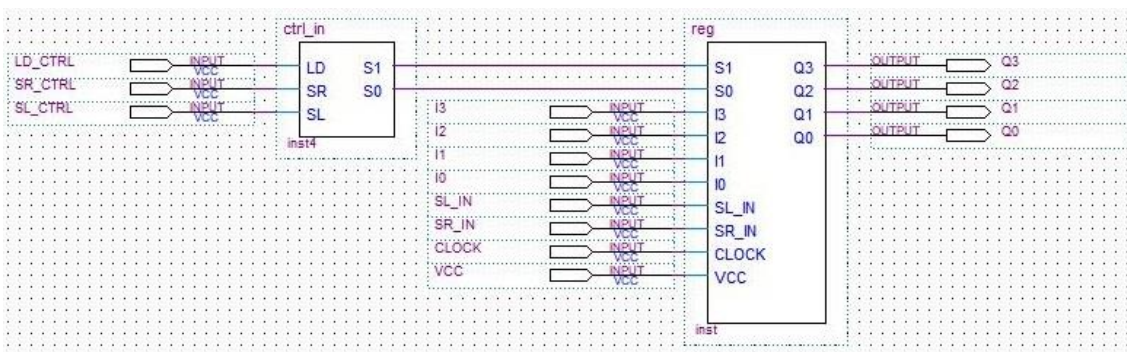 ctrl_in
LD_CTRL INPUT VCC LD S1
SR_CTRL INPUT VCC SR S0
SL_CTRL INPUT VCC SL
inst4
reg
S1 Q3 OUTPUT Q3
S0 Q2 OUTPUT Q2
I3 INPUT VCC I3 Q1 OUTPUT Q1
I2 INPUT VCC I2 Q0 OUTPUT Q0
I1 INPUT VCC I1
I0 INPUT VCC I0
SL_IN INPUT VCC SL_IN
SR_IN INPUT VCC SR_IN
CLOCK INPUT VCC CLOCK
VCC INPUT VCC VCC
inst